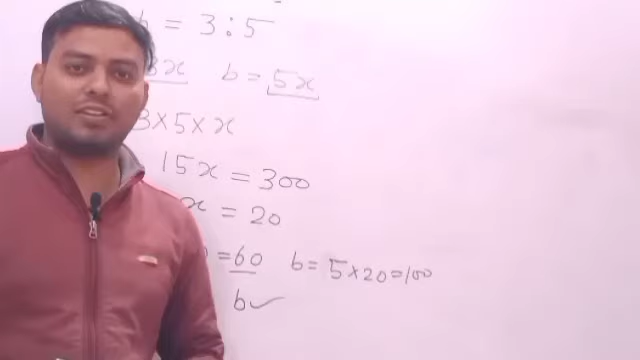 b = 3:5
3x b = 5x
3×5×x
15x = 300
x = 20
=60 b= 5×20=100
b✓